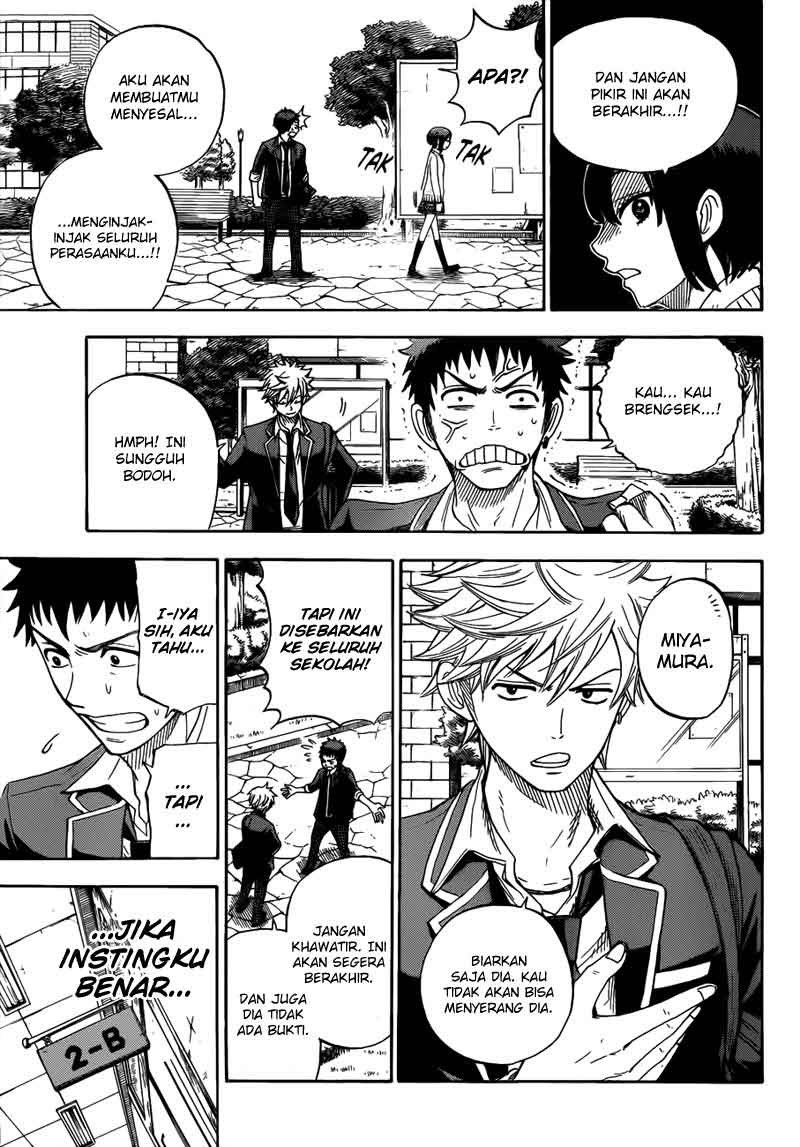 DAN JANGAN
PIKIR INI AKAN
BERAKHIR...!!
APA?!
TAK
TAK
AKU AKAN
MEMBUATMU
MENYESAL...
...MENGINJAK-
INJAK SELURUH
PERASAANKU...!!
KAU... KAU
BRENGSEK...!
HMPH! INI
SUNGGUH
BODOH.
MIYA-
MURA.
BIARKAN
SAJA DIA. KAU
TIDAK AKAN BISA
MENYERANG DIA.
TAPI INI
DISEBARKAN
KE SELURUH
SEKOLAH!
JANGAN
KHAWATIR. INI
AKAN SEGERA
BERAKHIR.
DAN JUGA
DIA TIDAK
ADA BUKTI.
I-IYA
SIH, AKU
TAHU...
...
TAPI
...
...JIKA
INSTINGKU
BENAR...
2-B